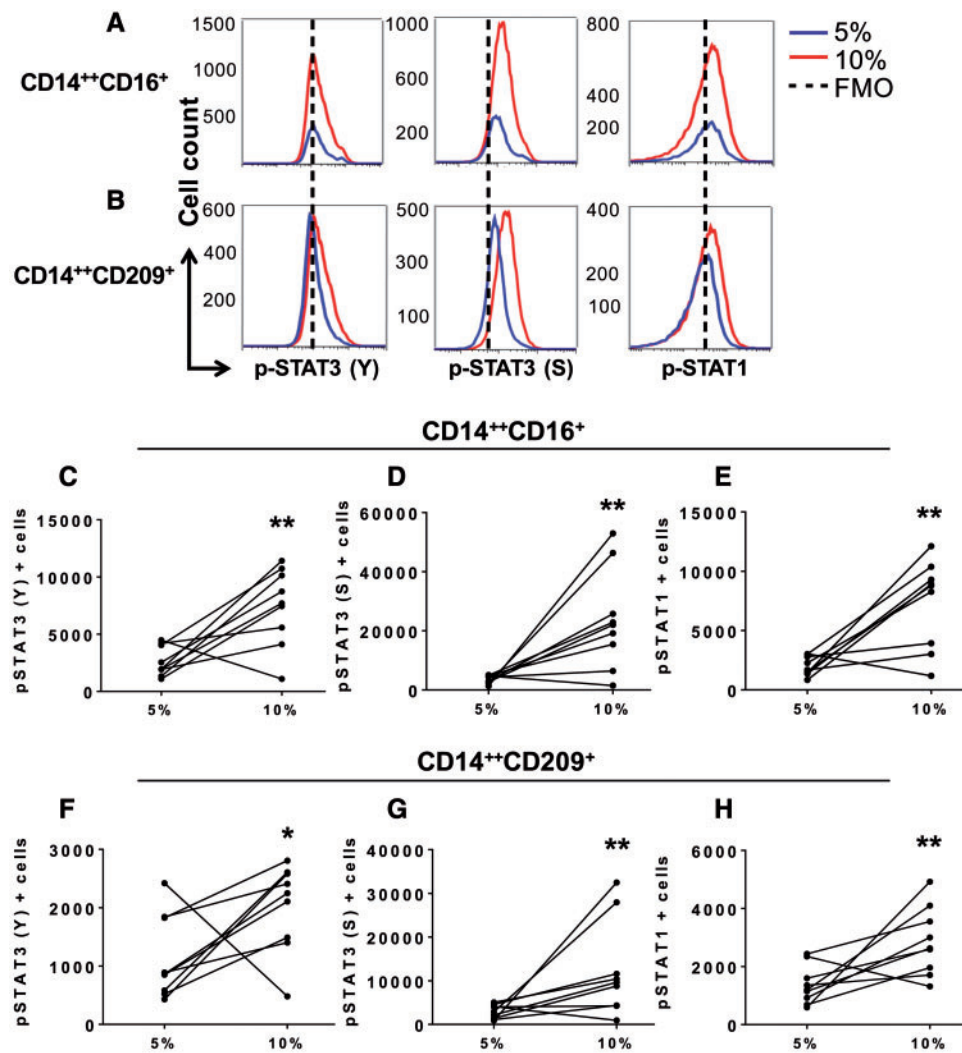 A
CD14++CD16+
1500
1000
500
1000
600
200
800
400
200
5%
10%
FMO
Cell count
B
CD14++CD209+
600
400
200
500
300
100
400
200
100
p-STAT3 (Y)
p-STAT3 (S)
p-STAT1
CD14++CD16+
C
pSTAT3 (Y) + cells
15000
10000
5000
0
**
5%
10%
D
pSTAT3 (S) + cells
60000
40000
20000
0
**
5%
10%
E
pSTAT1 + cells
15000
10000
5000
0
**
5%
10%
CD14++CD209+
F
pSTAT3 (Y) + cells
3000
2000
1000
0
*
5%
10%
G
pSTAT3 (S) + cells
40000
30000
20000
10000
0
**
5%
10%
H
pSTAT1 + cells
6000
4000
2000
0
**
5%
10%